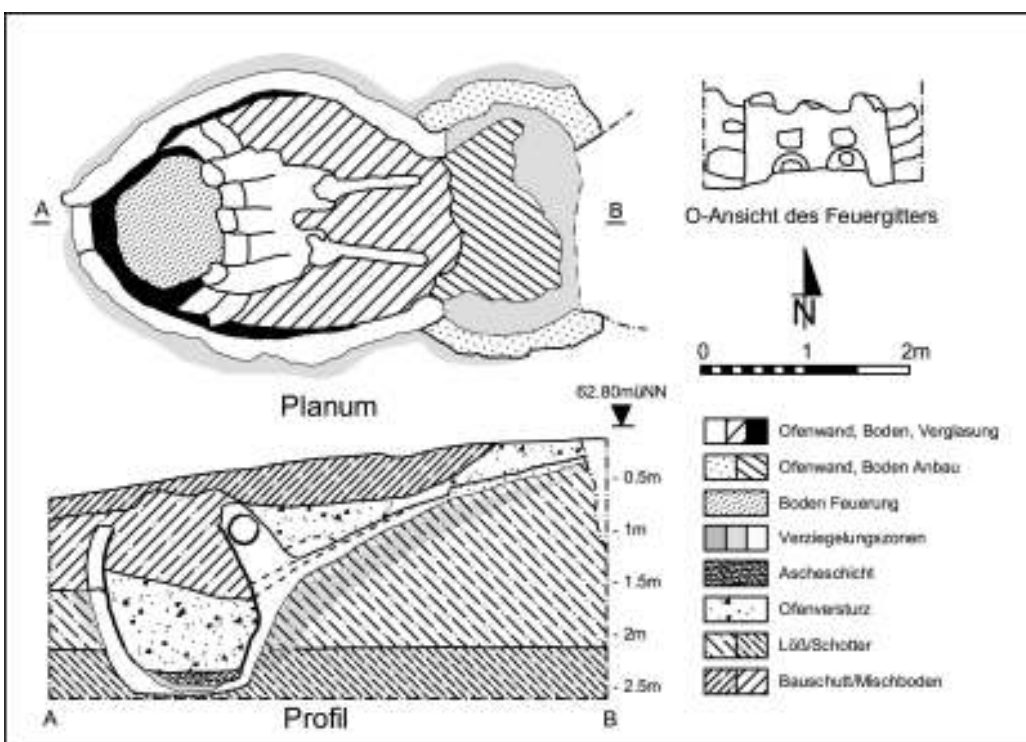 A
B
Planum
O-Ansicht des Feuergitters
N
0 1 2m
62.80müNN
- 0.5m
- 1m
- 1.5m
- 2m
- 2.5m
A
Profil
B
Ofenwand, Boden, Verglasung
Ofenwand, Boden Anbau
Boden Feuerung
Verziegelungszonen
Ascheschicht
Ofenversturz
Löß/Schotter
Bauschutt/Mischboden